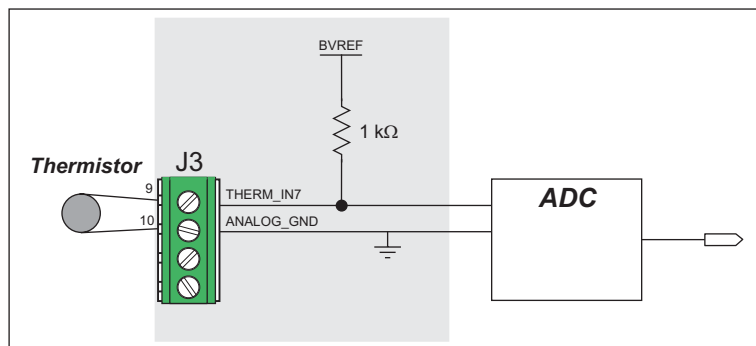 BVREF
1 kΩ
Thermistor
J3
9
THERM_IN7
10
ANALOG_GND
ADC